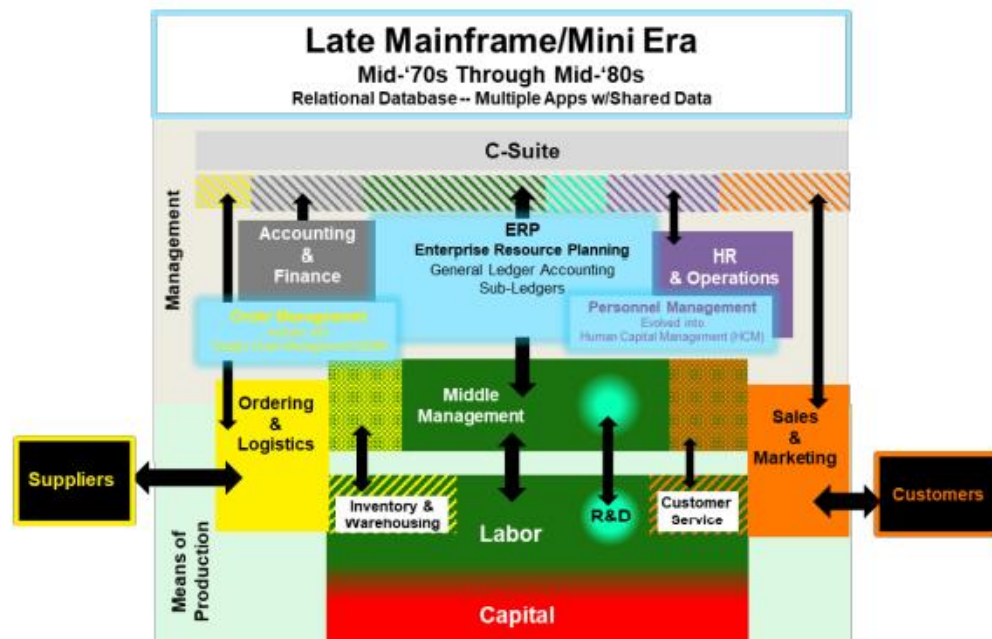 Late Mainframe/Mini Era
Mid-‘70s Through Mid-‘80s
Relational Database -- Multiple Apps w/Shared Data
C-Suite
Management
Accounting
&
Finance
ERP
Enterprise Resource Planning
General Ledger Accounting
Sub-Ledgers
HR
& Operations
Order Management
Personnel Management
Evolved into
Human Capital Management (HCM)
Ordering
&
Logistics
Middle
Management
Sales
&
Marketing
Suppliers
Customers
Inventory &
Warehousing
Labor
R&D
Customer
Service
Means of
Production
Capital